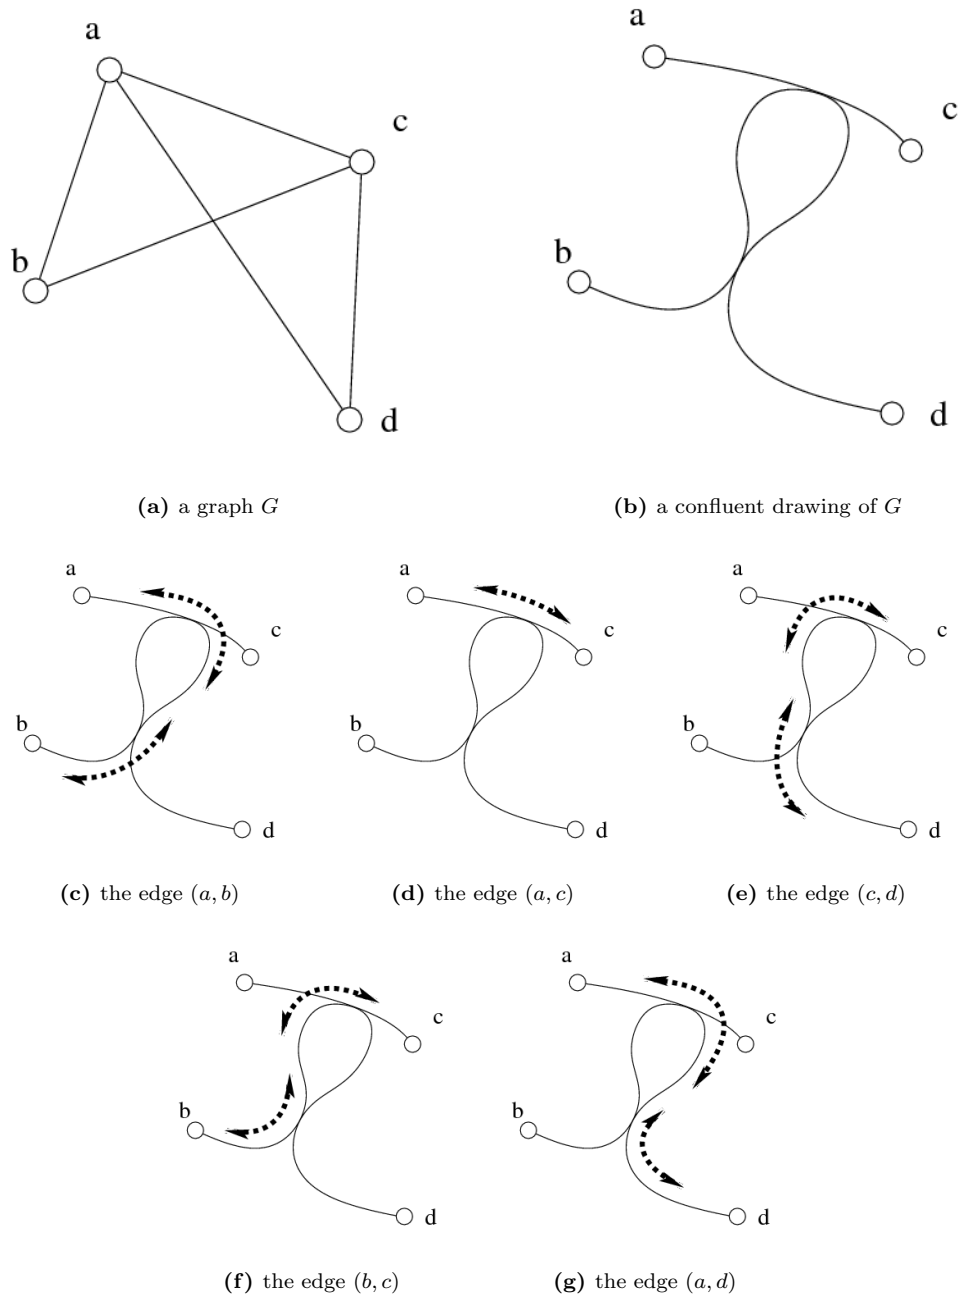 a
a
c
c
b
b
d
d
(a) a graph G
(b) a confluent drawing of G
a
a
a
c
c
c
b
b
b
d
d
d
(c) the edge (a, b)
(d) the edge (a, c)
(e) the edge (c, d)
a
a
c
c
b
b
d
d
(f) the edge (b, c)
(g) the edge (a, d)